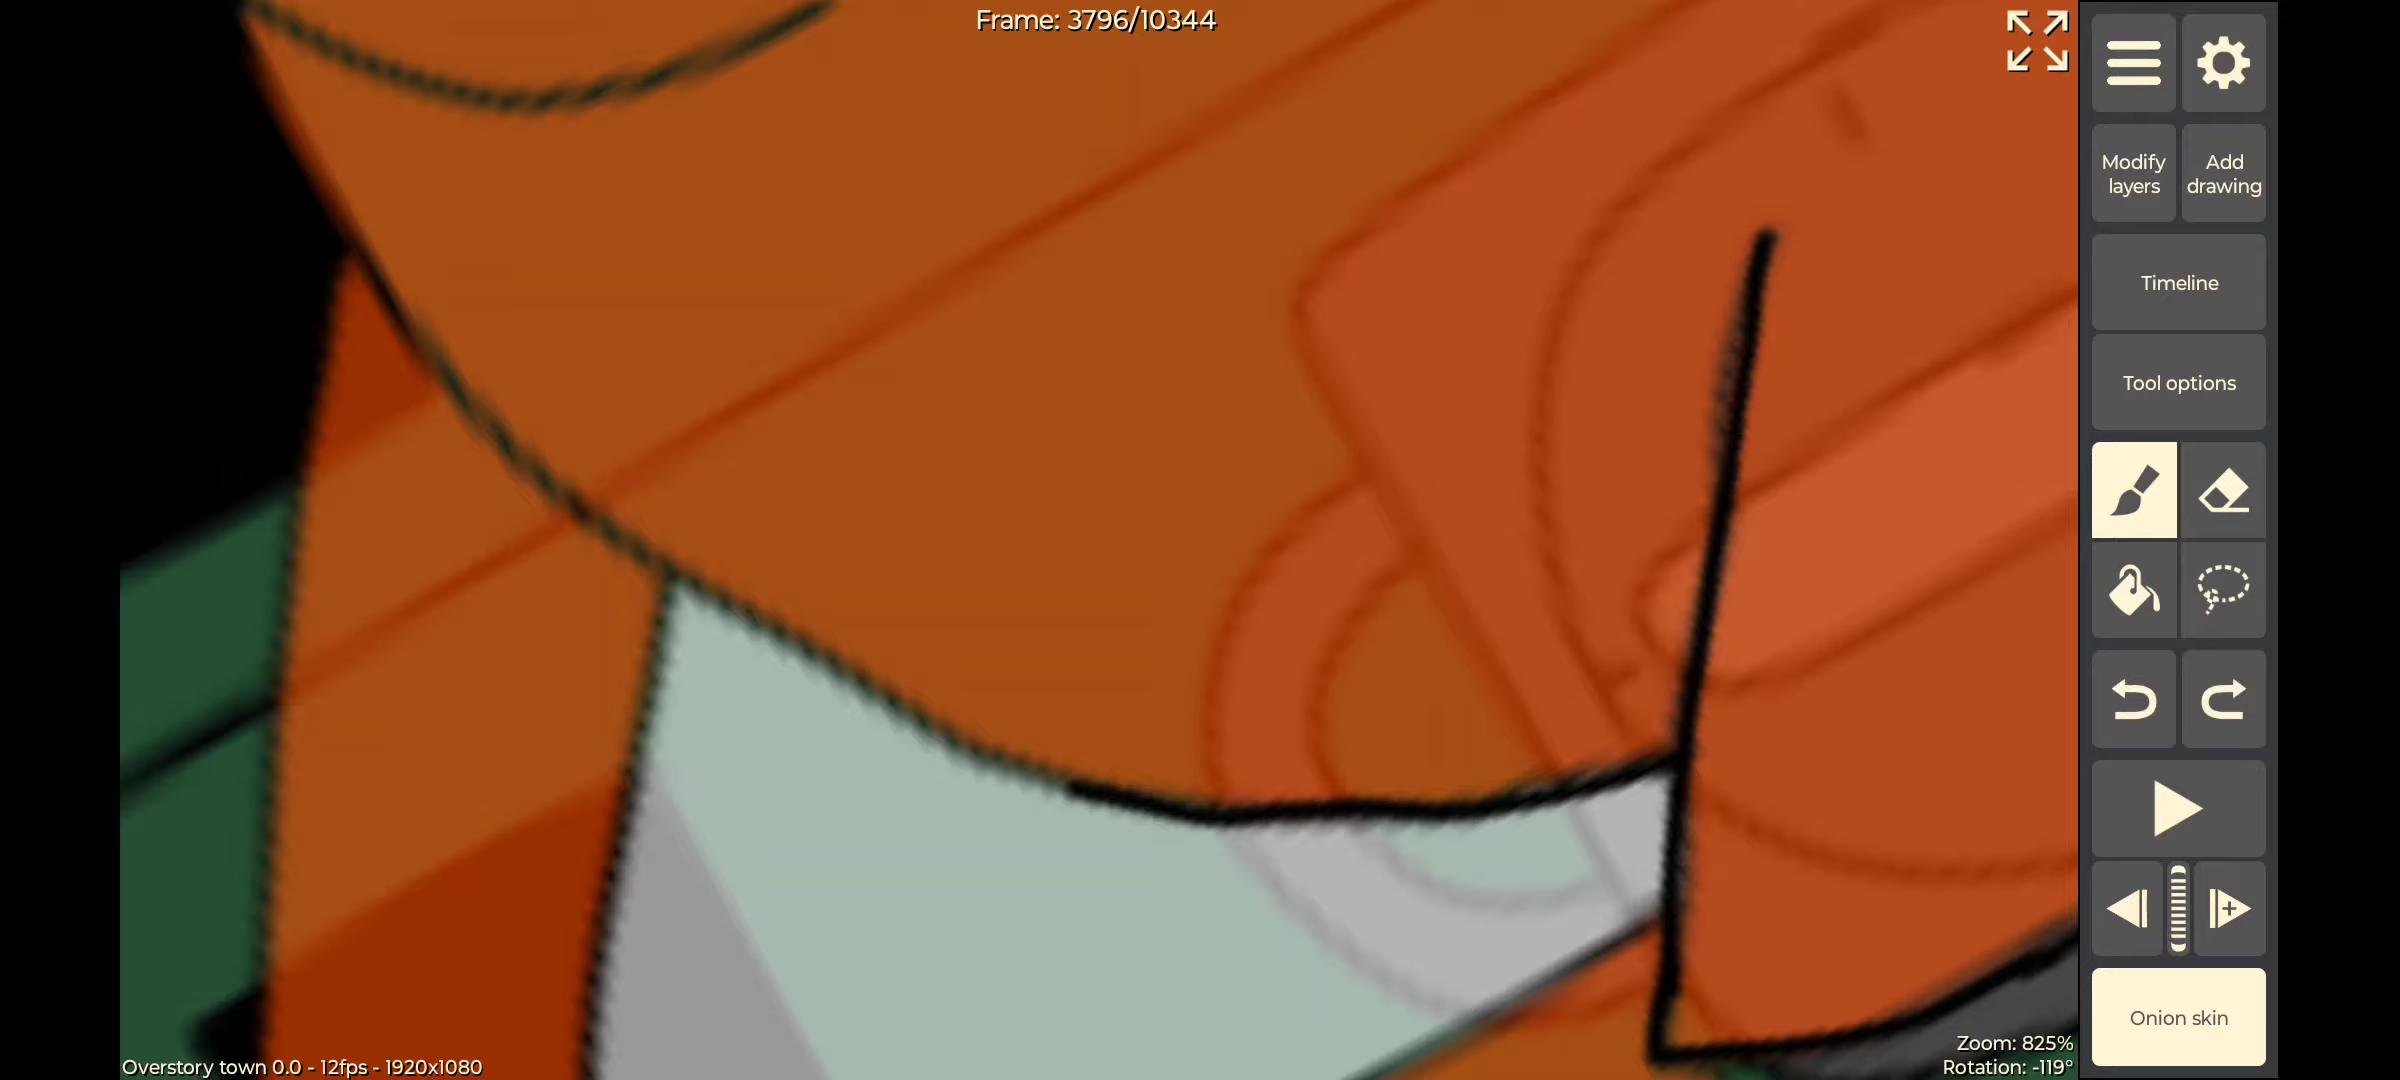 Frame: 3796/10344
Modify
layers
Add
drawing
Timeline
Tool options
Onion skin
Zoom: 825%
Rotation: -119°
Overstory town 0.0 - 12fps - 1920x1080